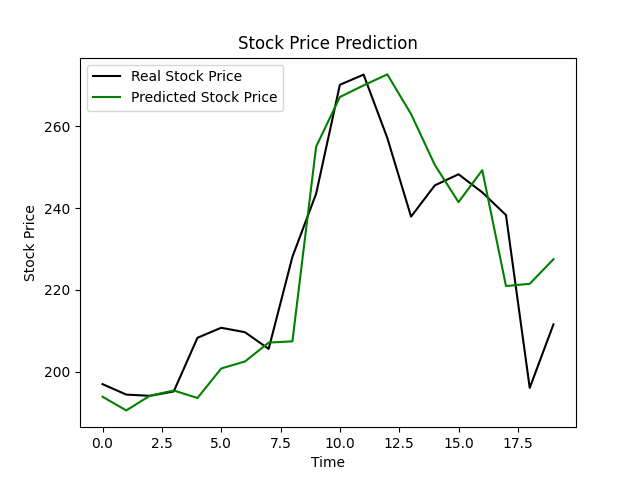 Stock Price Prediction
Real Stock Price
Predicted Stock Price
260
240
220
200
Stock Price
0.0 2.5 5.0 7.5 10.0 12.5 15.0 17.5
Time